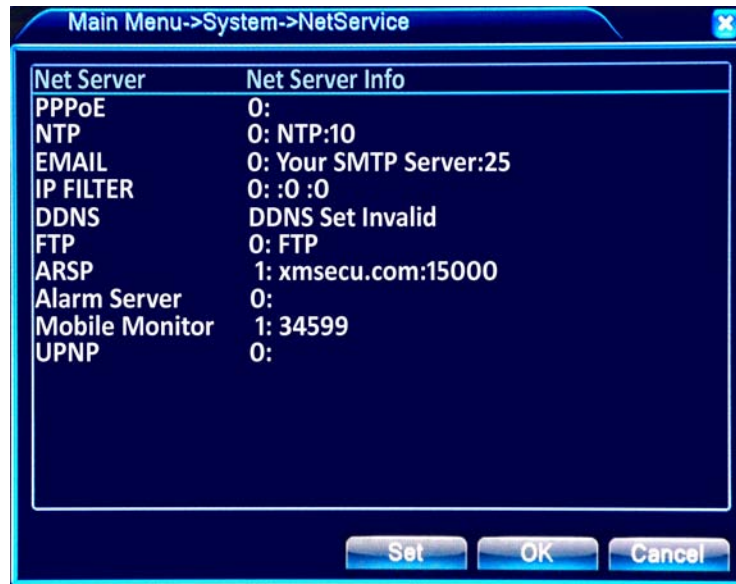 Main Menu->System->NetService
Net Server Net Server Info
PPPoE 0:
NTP 0: NTP:10
EMAIL 0: Your SMTP Server:25
IP FILTER 0: :0 :0
DDNS DDNS Set Invalid
FTP 0: FTP
ARSP 1: xmsecu.com:15000
Alarm Server 0:
Mobile Monitor 1: 34599
UPNP 0:
Set OK Cancel